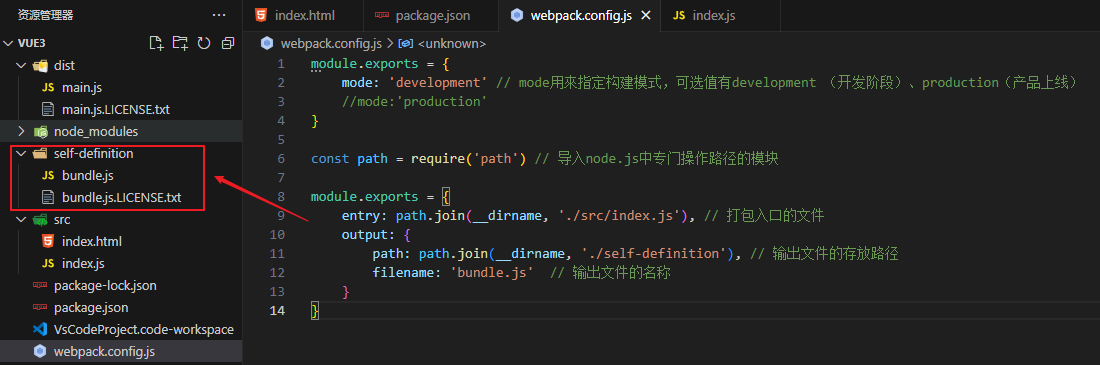 资源管理器
VUE3
dist
main.js
main.js.LICENSE.txt
node_modules
self-definition
bundle.js
bundle.js.LICENSE.txt
src
index.html
index.js
package-lock.json
package.json
VsCodeProject.code-workspace
webpack.config.js
index.html package.json webpack.config.js index.js
webpack.config.js > <unknown>
1 module.exports = {
2 mode: 'development' // mode用来指定构建模式，可选值有development （开发阶段）、production（产品上线）
3 //mode:'production'
4 }
5
6 const path = require('path') // 导入node.js中专门操作路径的模块
7
8 module.exports = {
9 entry: path.join(__dirname, './src/index.js'), // 打包入口的文件
10 output: {
11 path: path.join(__dirname, './self-definition'), // 输出文件的存放路径
12 filename: 'bundle.js' // 输出文件的名称
13 }
14 }